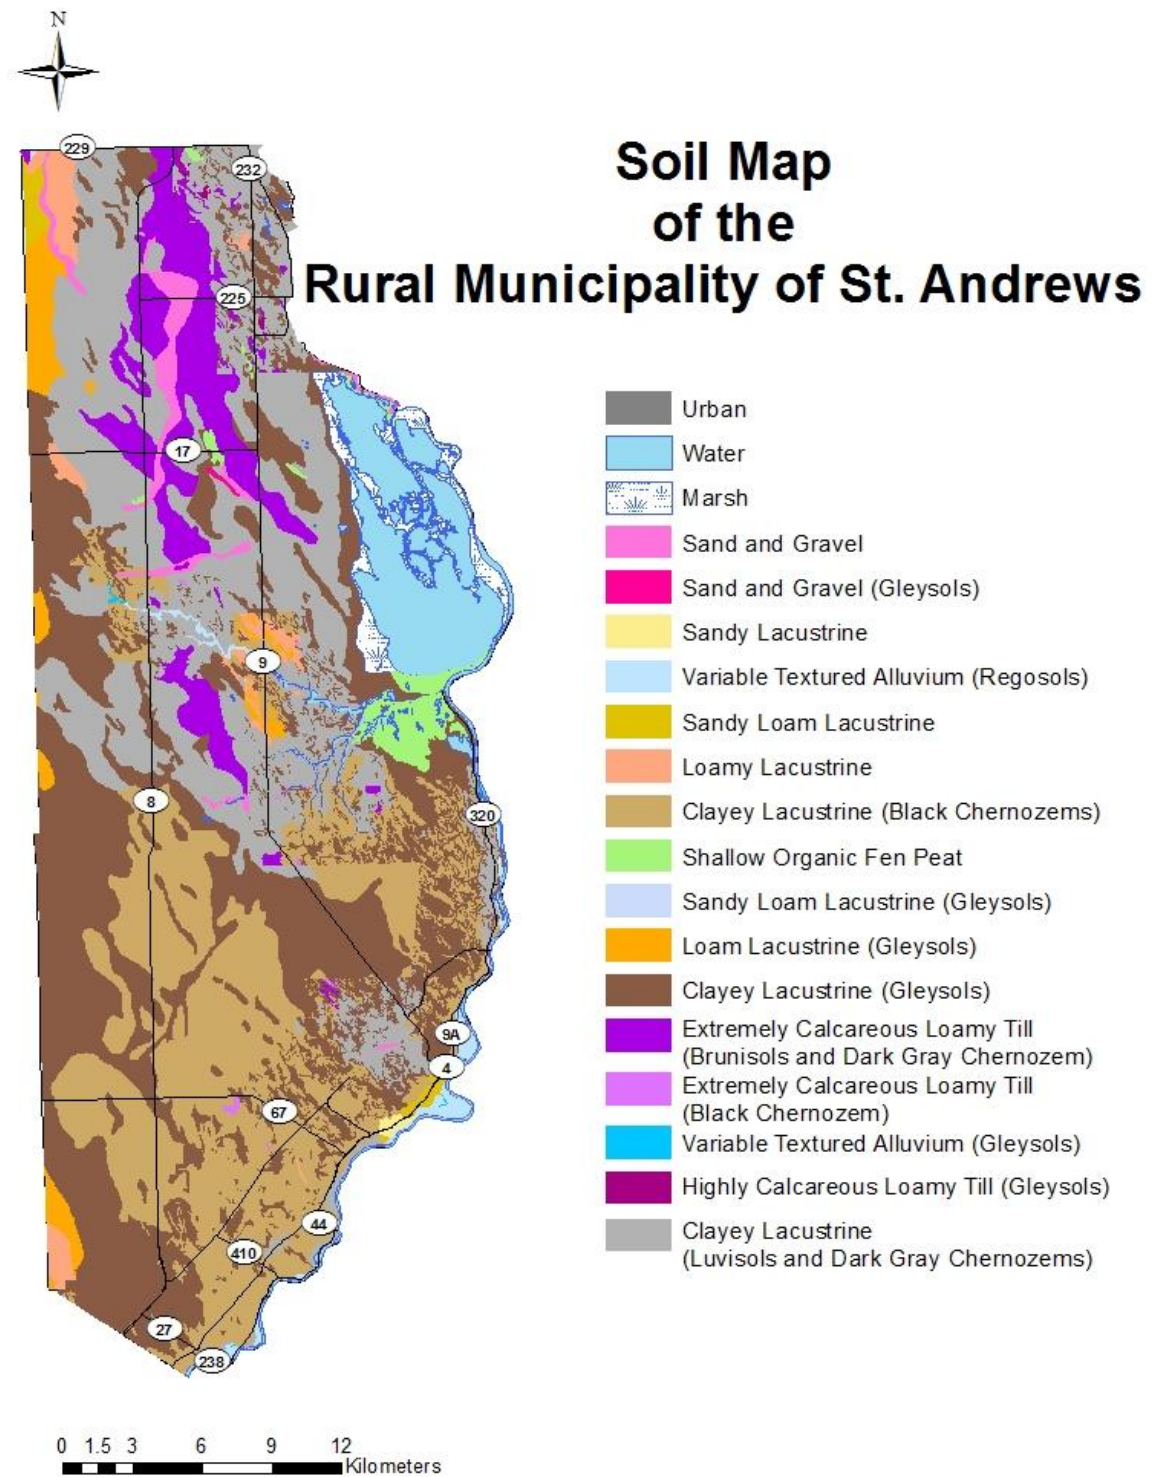 N
229
232
Soil Map
of the
Rural Municipality of St. Andrews
225
17
9
8
320
9A
4
67
44
410
27
238
Urban
Water
Marsh
Sand and Gravel
Sand and Gravel (Gleysols)
Sandy Lacustrine
Variable Textured Alluvium (Regosols)
Sandy Loam Lacustrine
Loamy Lacustrine
Clayey Lacustrine (Black Chernozems)
Shallow Organic Fen Peat
Sandy Loam Lacustrine (Gleysols)
Loam Lacustrine (Gleysols)
Clayey Lacustrine (Gleysols)
Extremely Calcareous Loamy Till
(Brunisols and Dark Gray Chernozem)
Extremely Calcareous Loamy Till
(Black Chernozem)
Variable Textured Alluvium (Gleysols)
Highly Calcareous Loamy Till (Gleysols)
Clayey Lacustrine
(Luvisols and Dark Gray Chernozems)
0 1.5 3 6 9 12
Kilometers